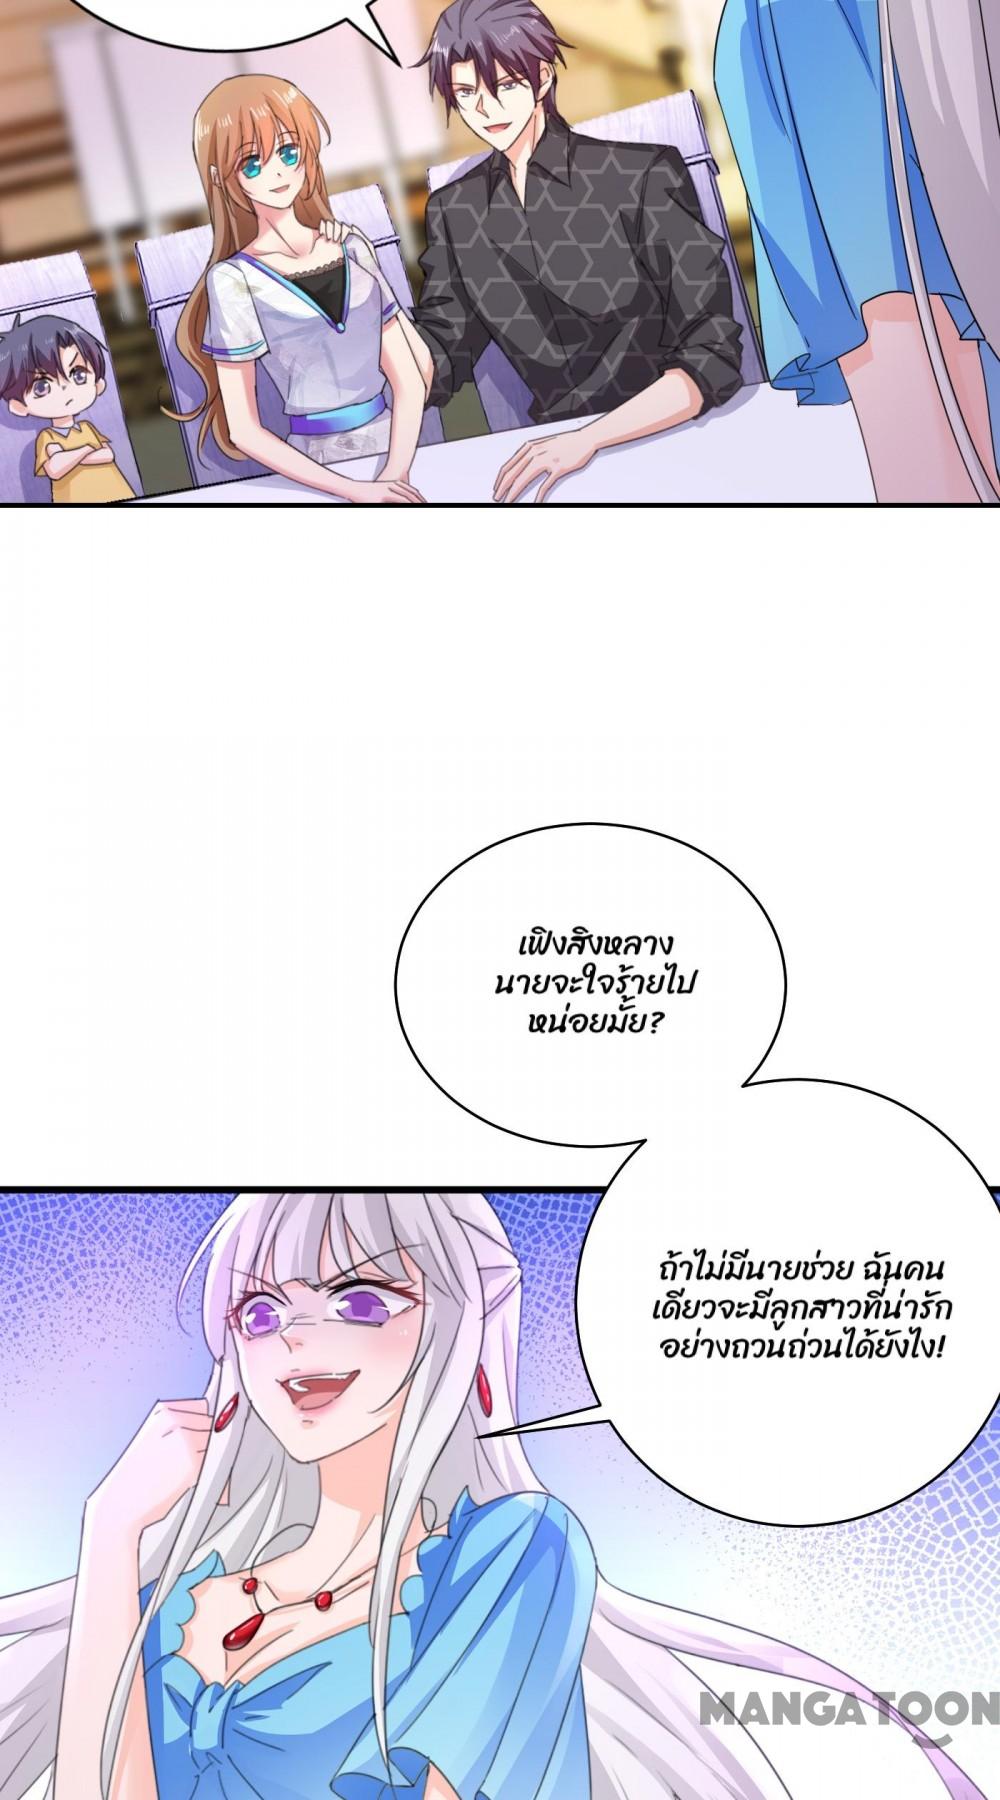 เฟิงสิงหลาง
นายจะใจร้ายไป
หน่อยมั้ย?
ถ้าไม่มีนายช่วย ฉันคน
เดียวจะมีลูกสาวที่น่ารัก
อย่างถวนถ่วนได้ยังไง!
MANGATOON